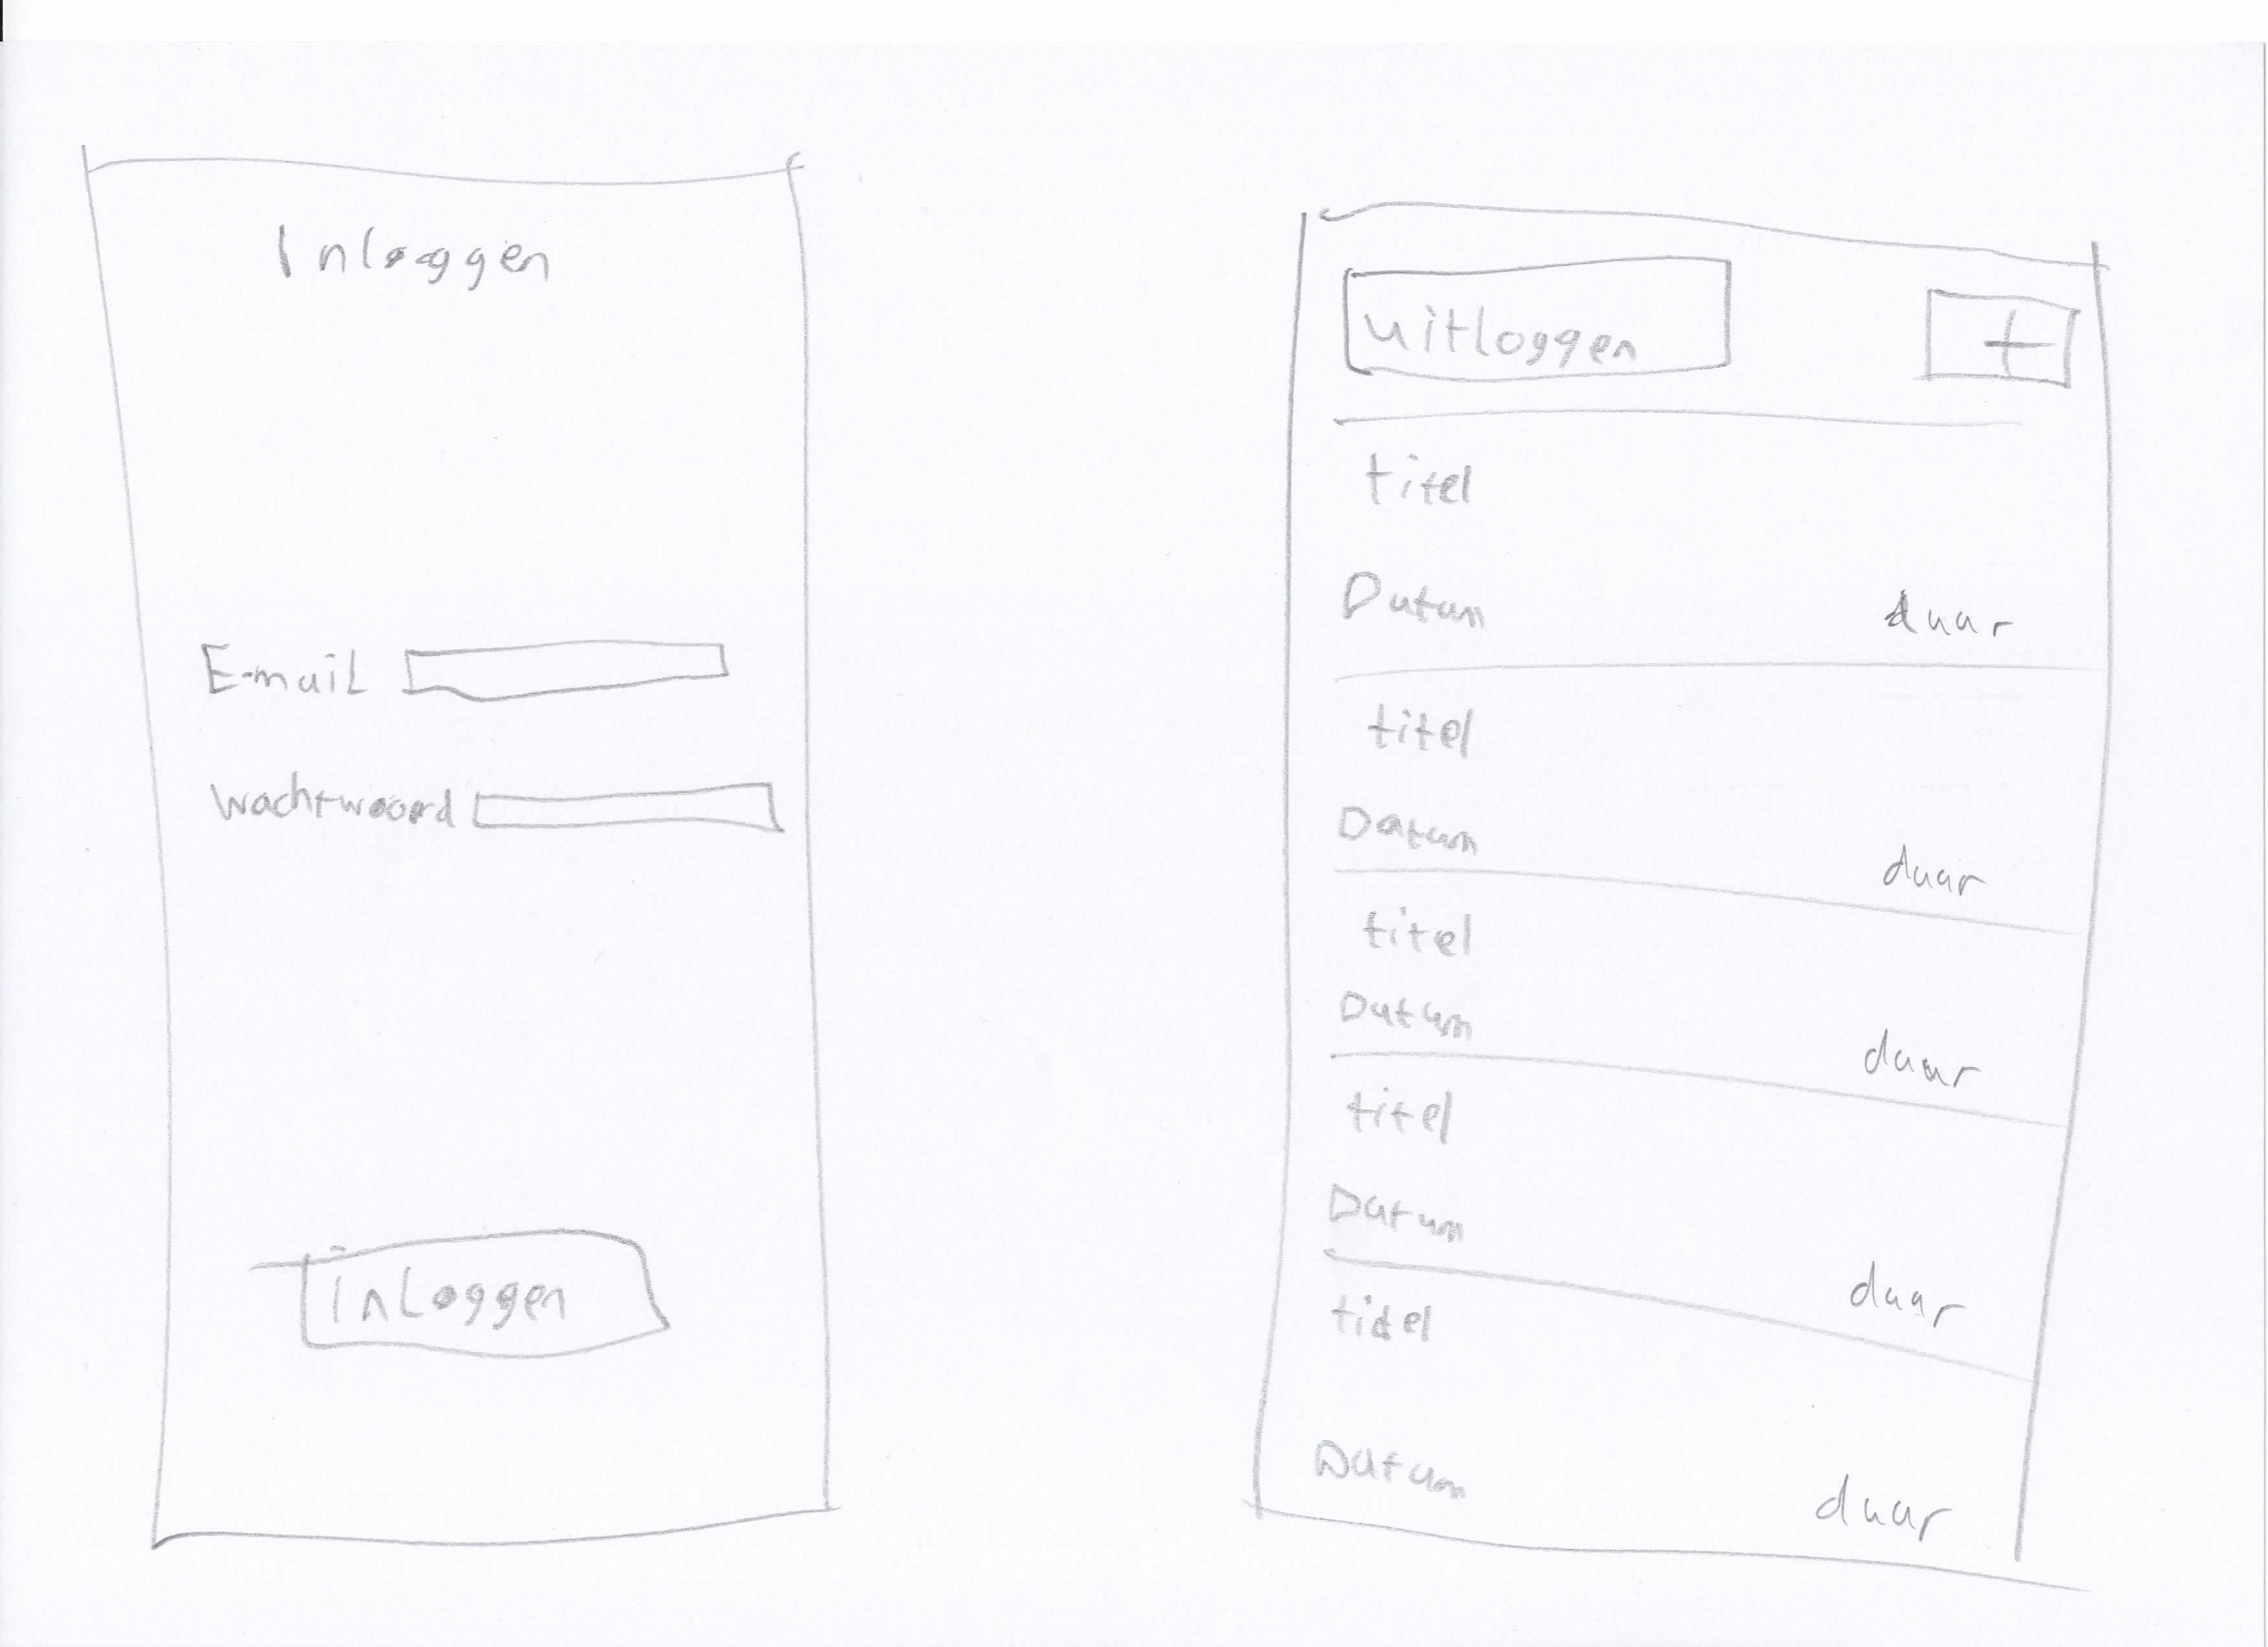 Inloggen
E-mail
Wachtwoord
inloggen
uitloggen +
titel
Datum duur
titel
Datum duur
titel
Datum duur
titel
Datum duur
titel
Datum duur